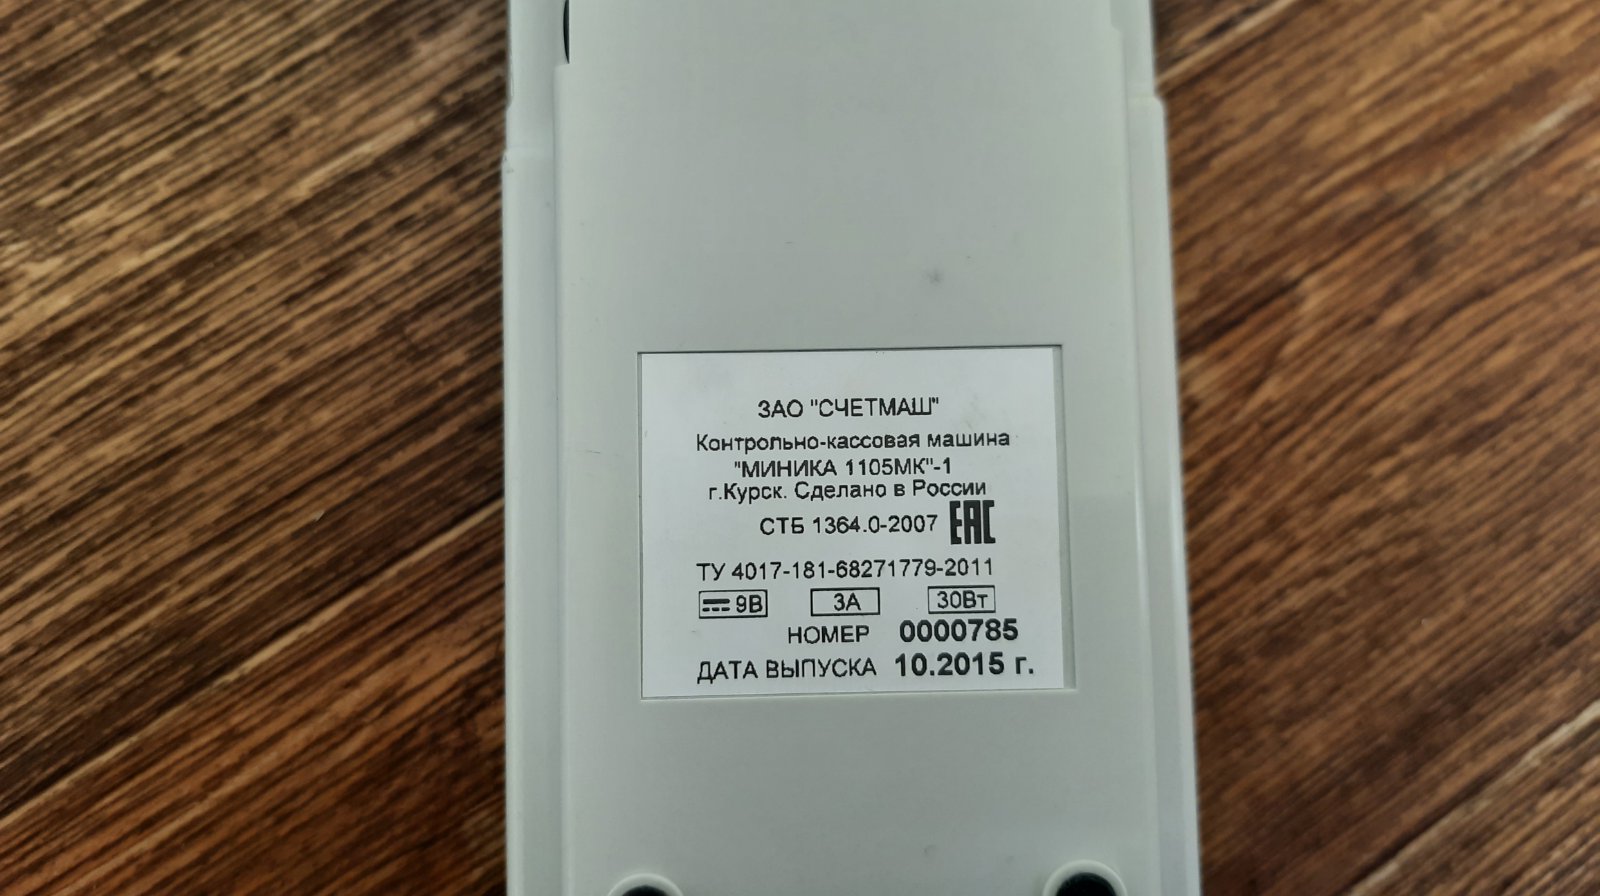 ЗАО "СЧЕТМАШ"
Контрольно-кассовая машина
"МИНИКА 1105МК"-1
г.Курск. Сделано в России
СТБ 1364.0-2007 EAC
ТУ 4017-181-68271779-2011
9В 3А 30Вт
НОМЕР 0000785
ДАТА ВЫПУСКА 10.2015 г.